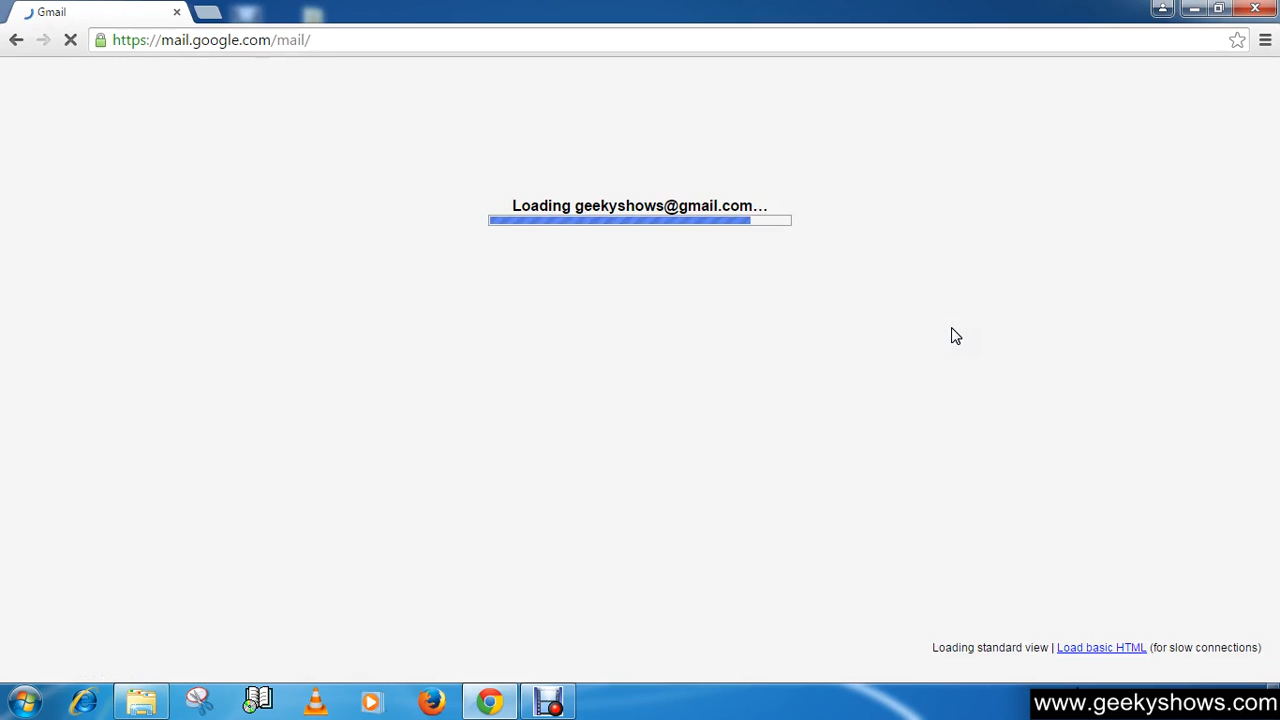 Gmail
https://mail.google.com/mail/
Loading geekyshows@gmail.com...
Loading standard view | Load basic HTML (for slow connections)
www.geekyshows.com